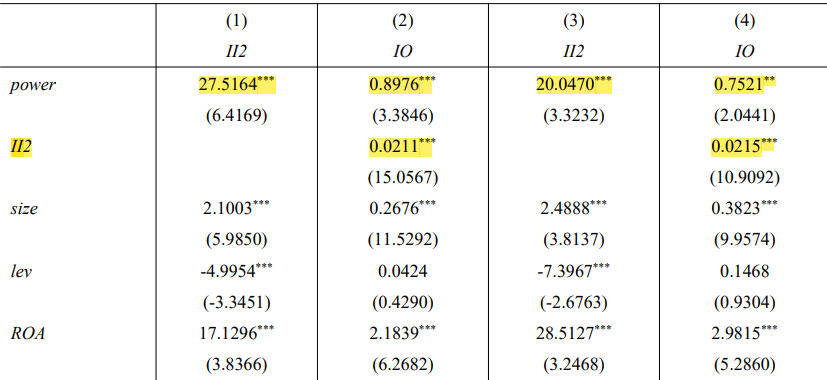 (1) (2) (3) (4)
II2 IO II2 IO
power 27.5164*** 0.8976*** 20.0470*** 0.7521**
(6.4169) (3.3846) (3.3232) (2.0441)
II2 0.0211*** 0.0215***
(15.0567) (10.9092)
size 2.1003*** 0.2676*** 2.4888*** 0.3823***
(5.9850) (11.5292) (3.8137) (9.9574)
lev -4.9954*** 0.0424 -7.3967*** 0.1468
(-3.3451) (0.4290) (-2.6763) (0.9304)
ROA 17.1296*** 2.1839*** 28.5127*** 2.9815***
(3.8366) (6.2682) (3.2468) (5.2860)